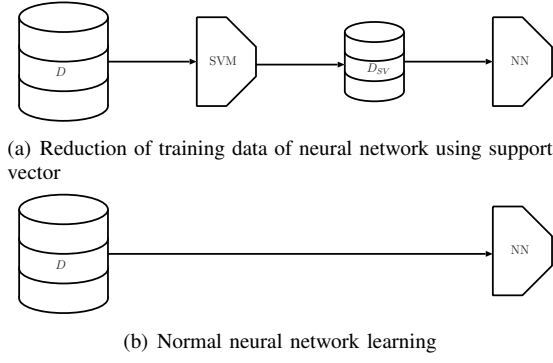 D
SVM
D_SV
NN
(a) Reduction of training data of neural network using support
vector
D
NN
(b) Normal neural network learning